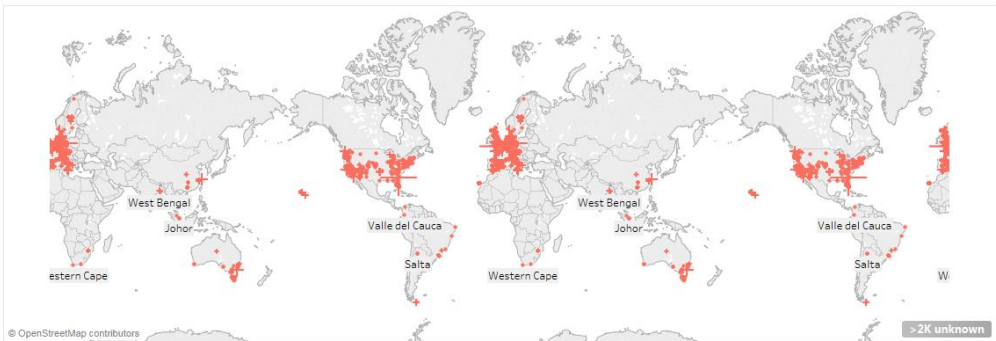 West Bengal
West Bengal
Johor
Valle del Cauca
Johor
Valle del Cauca
estern Cape
Salta
Western Cape
Salta
W
© OpenStreetMap contributors
>2K unknown